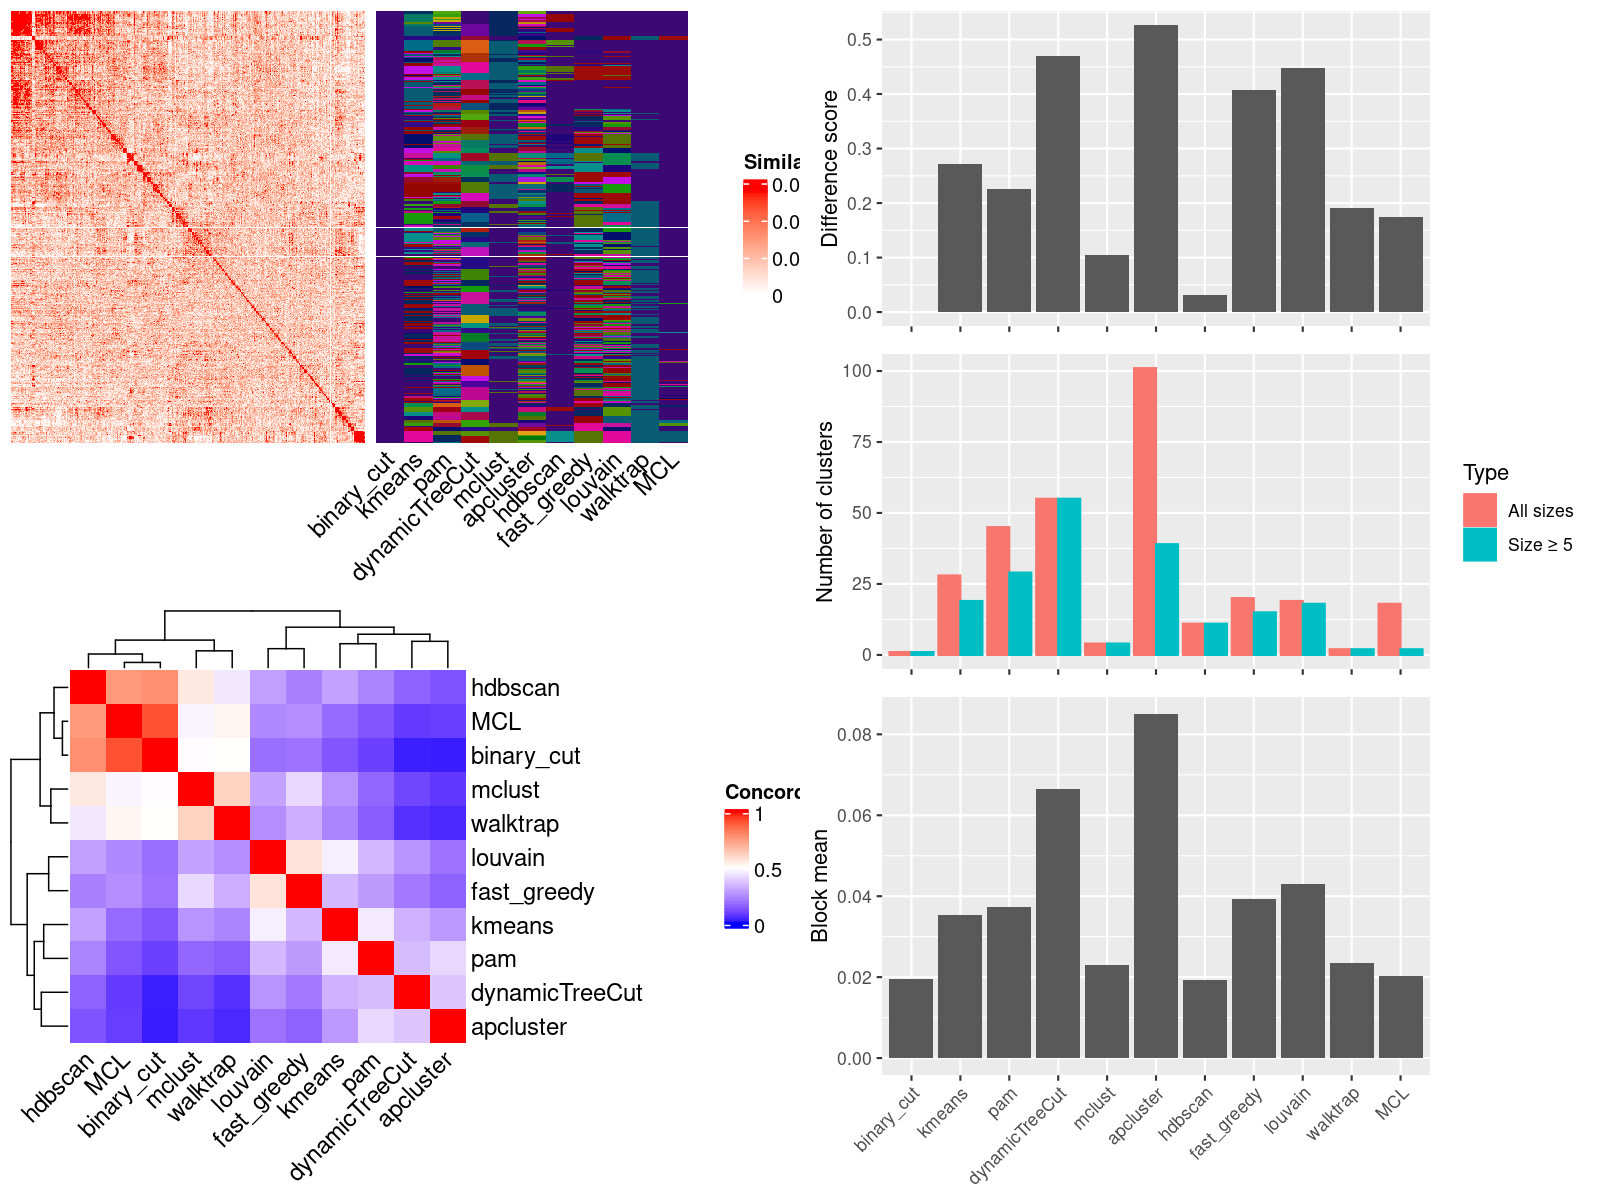 Simila
0.0
0.0
0.0
0
binary_cut
kmeans
pam
dynamicTreeCut
mclust
apcluster
hdbscan
fast_greedy
louvain
walktrap
MCL
hdbscan
MCL
binary_cut
mclust
walktrap
louvain
fast_greedy
kmeans
pam
dynamicTreeCut
apcluster
hdbscan
MCL
binary_cut
mclust
walktrap
louvain
fast_greedy
kmeans
pam
dynamicTreeCut
apcluster
Concord
1
0.5
0
Difference score
0.5
0.4
0.3
0.2
0.1
0.0
Number of clusters
100
75
50
25
0
Type
All sizes
Size ≥ 5
Block mean
0.08
0.06
0.04
0.02
0.00
binary_cut
kmeans
pam
dynamicTreeCut
mclust
apcluster
hdbscan
fast_greedy
louvain
walktrap
MCL